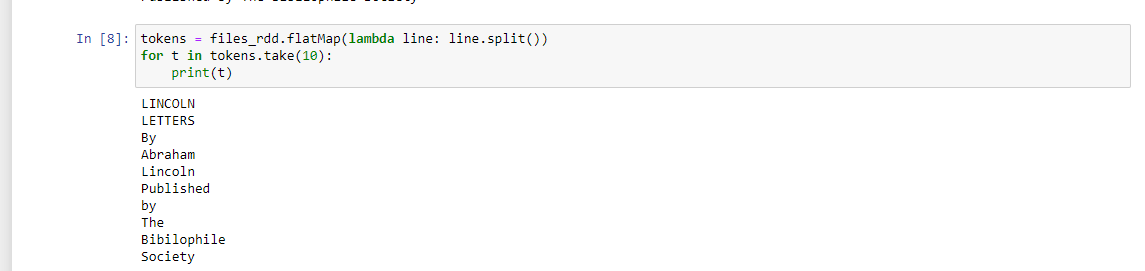 In [8]: tokens = files_rdd.flatMap(lambda line: line.split())
for t in tokens.take(10):
    print(t)
LINCOLN
LETTERS
By
Abraham
Lincoln
Published
by
The
Bibilophile
Society